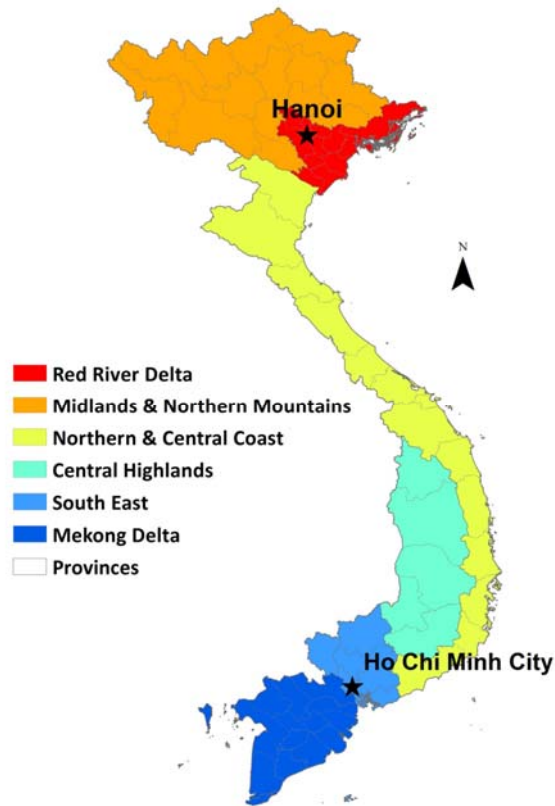 Hanoi
N
Red River Delta
Midlands & Northern Mountains
Northern & Central Coast
Central Highlands
South East
Mekong Delta
Provinces
Ho Chi Minh City